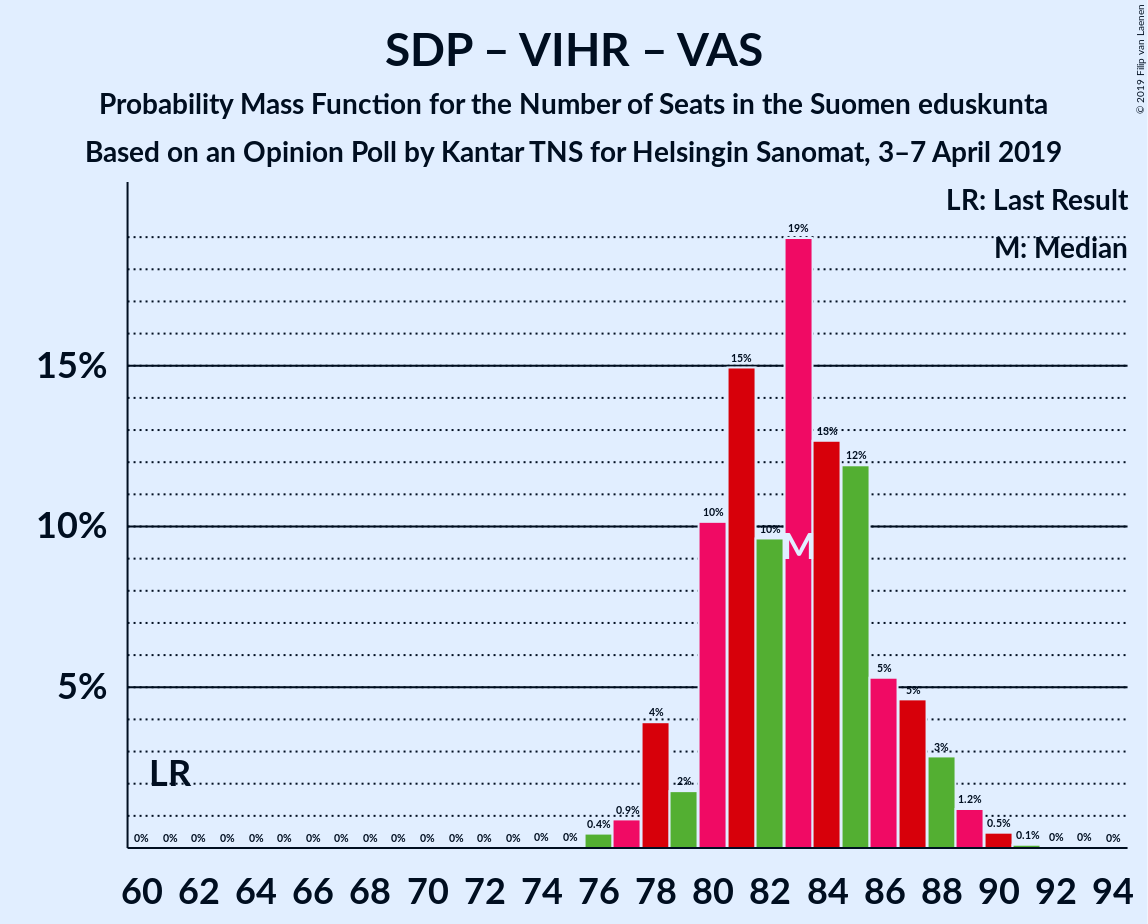 SDP – VIHR – VAS
Probability Mass Function for the Number of Seats in the Suomen eduskunta
Based on an Opinion Poll by Kantar TNS for Helsingin Sanomat, 3–7 April 2019
© 2019 Filip van Laenen
LR: Last Result
M: Median
15%
10%
5%
LR
M
0% 0% 0% 0% 0% 0% 0% 0% 0% 0% 0% 0% 0% 0% 0% 0% 0.4% 0.9% 4% 2% 10% 15% 10% 19% 13% 12% 5% 5% 3% 1.2% 0.5% 0.1% 0% 0% 0%
60 62 64 66 68 70 72 74 76 78 80 82 84 86 88 90 92 94